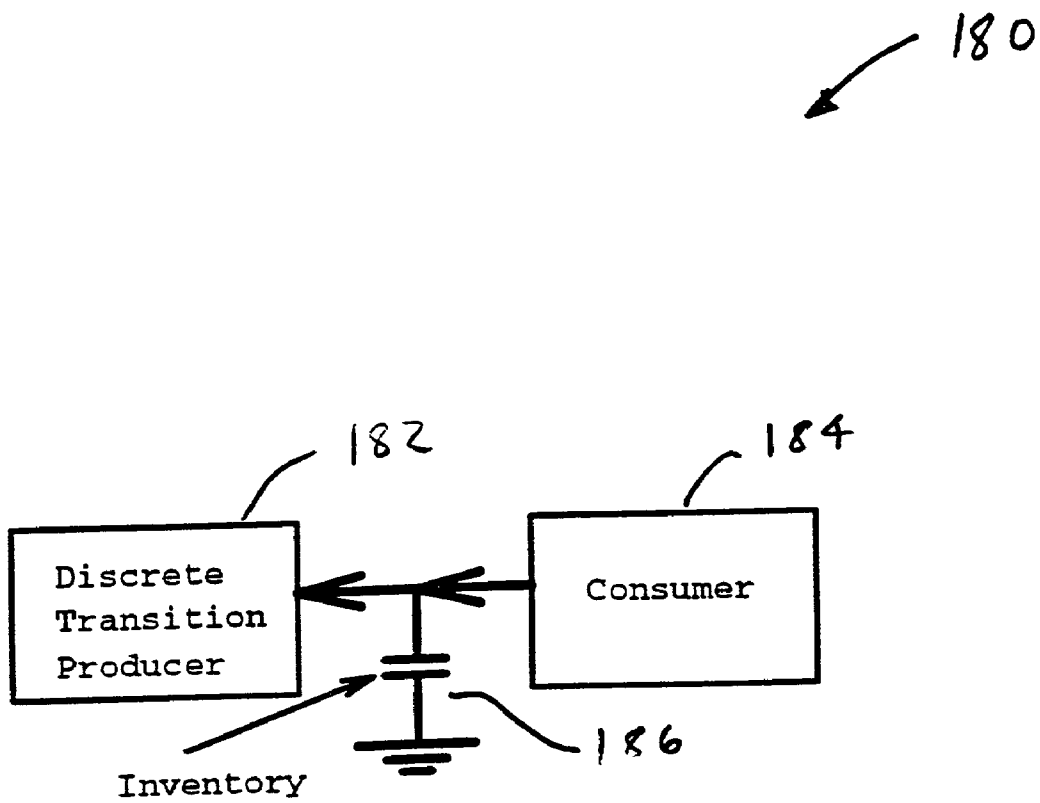 180
182
184
Discrete
Transition
Producer
Consumer
186
Inventory